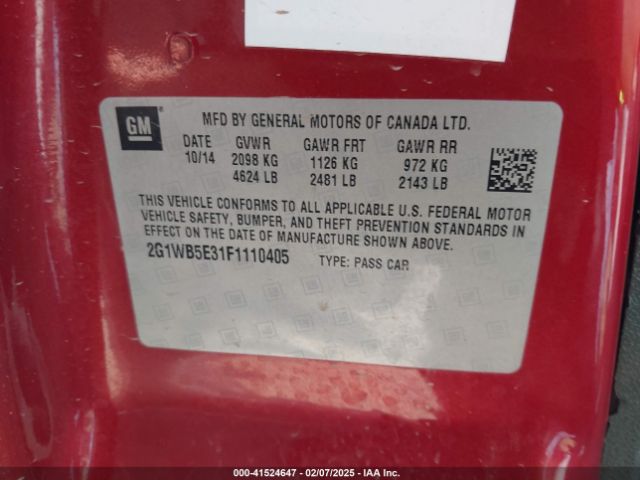 GM
MFD BY GENERAL MOTORS OF CANADA LTD.
DATE GVWR GAWR FRT GAWR RR
10/14 2098 KG 1126 KG 972 KG
4624 LB 2481 LB 2143 LB
THIS VEHICLE CONFORMS TO ALL APPLICABLE U.S. FEDERAL MOTOR
VEHICLE SAFETY, BUMPER, AND THEFT PREVENTION STANDARDS IN
EFFECT ON THE DATE OF MANUFACTURE SHOWN ABOVE.
2G1WB5E31F1110405 TYPE: PASS CAR
000-41524647 - 02/07/2025 - IAA Inc.